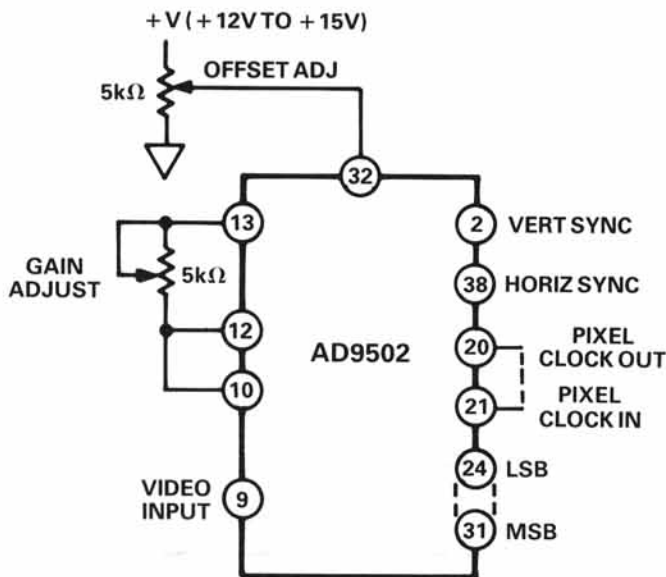 +V (+12V TO +15V)
5kΩ
OFFSET ADJ
32
13
GAIN
ADJUST
5kΩ
12
10
VIDEO
INPUT
9
AD9502
2
VERT SYNC
38
HORIZ SYNC
20
PIXEL
CLOCK OUT
21
PIXEL
CLOCK IN
24
LSB
31
MSB